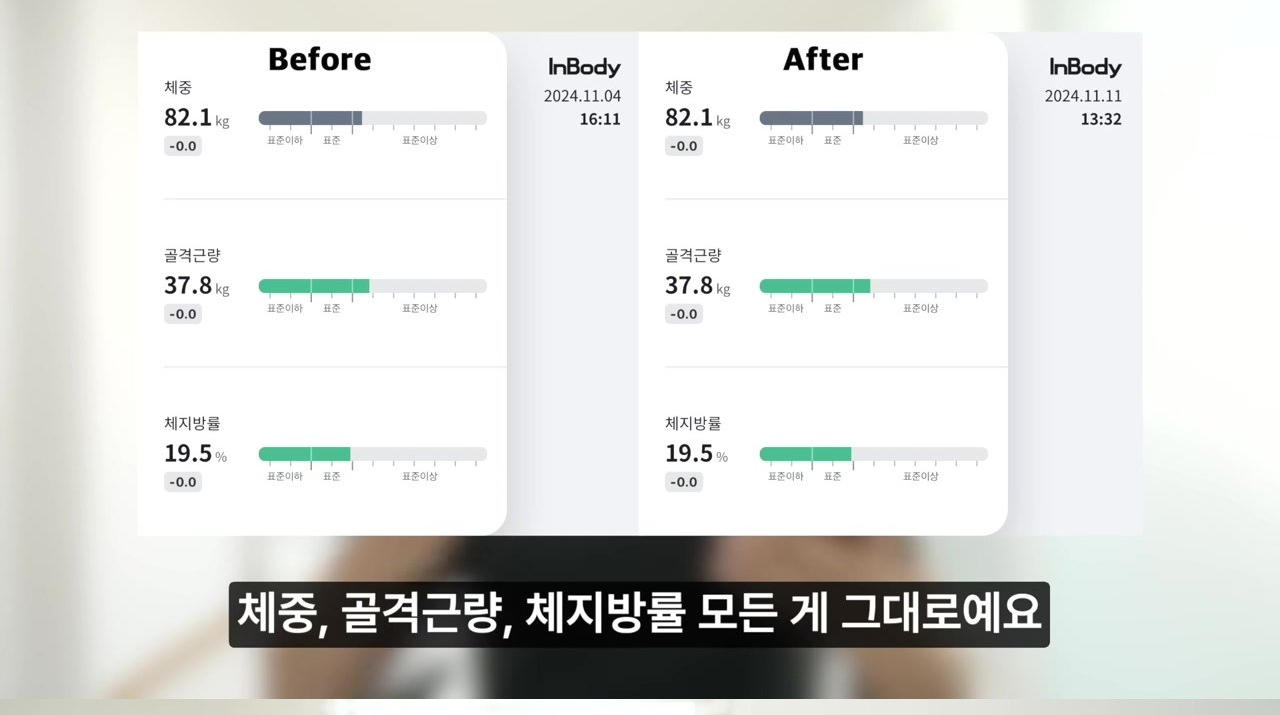 Before
InBody
2024.11.04
16:11
체중
82.1 kg
-0.0
표준이하 표준 표준이상
골격근량
37.8 kg
-0.0
표준이하 표준 표준이상
체지방률
19.5 %
-0.0
표준이하 표준 표준이상
After
InBody
2024.11.11
13:32
체중
82.1 kg
-0.0
표준이하 표준 표준이상
골격근량
37.8 kg
-0.0
표준이하 표준 표준이상
체지방률
19.5 %
-0.0
표준이하 표준 표준이상
체중, 골격근량, 체지방률 모든 게 그대로예요